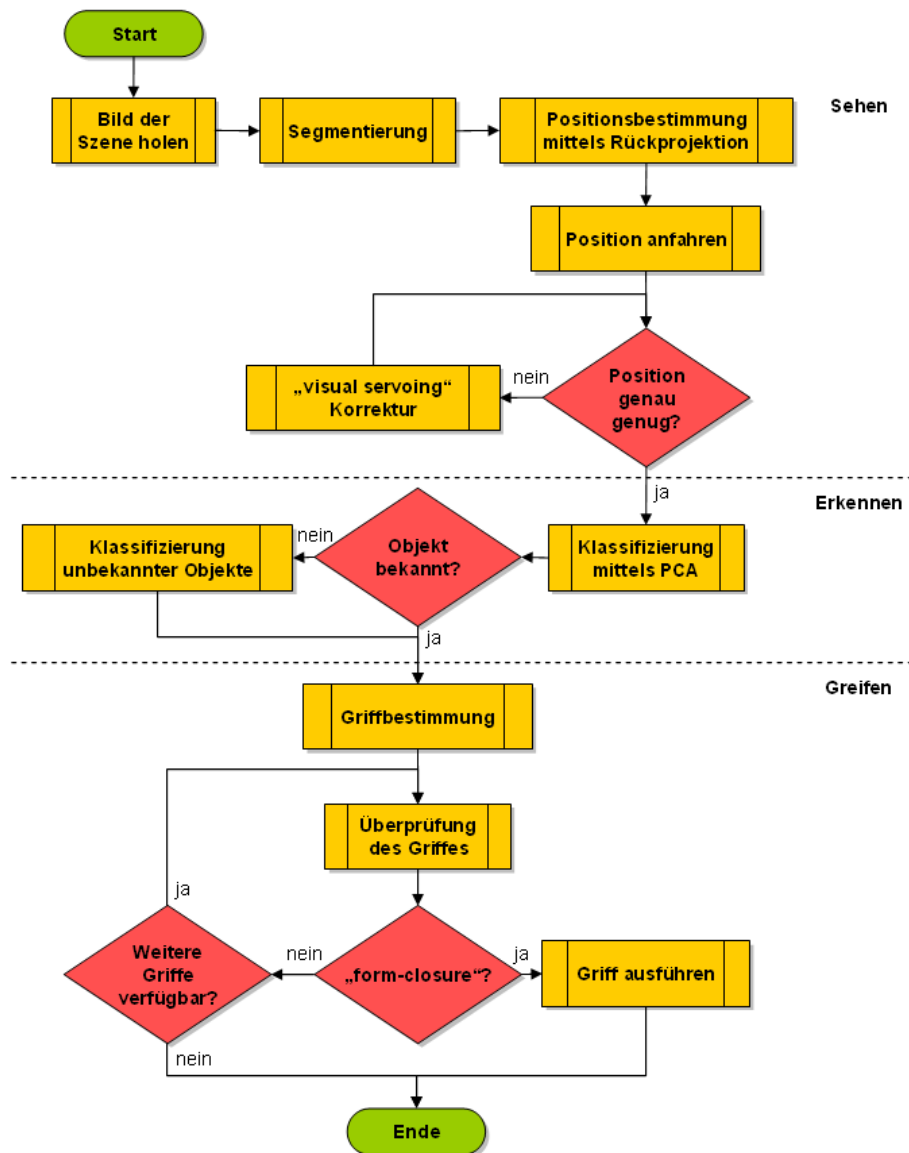 Start
Bild der
Szene holen
Segmentierung
Positionsbestimmung
mittels Rückprojektion
Sehen
Position anfahren
Position
genau
genug?
nein
„visual servoing“
Korrektur
ja
Erkennen
Klassifizierung
mittels PCA
Objekt
bekannt?
nein
Klassifizierung
unbekannter Objekte
ja
Greifen
Griffbestimmung
Überprüfung
des Griffes
„form-closure“?
ja
Griff ausführen
nein
Weitere
Griffe
verfügbar?
ja
nein
Ende